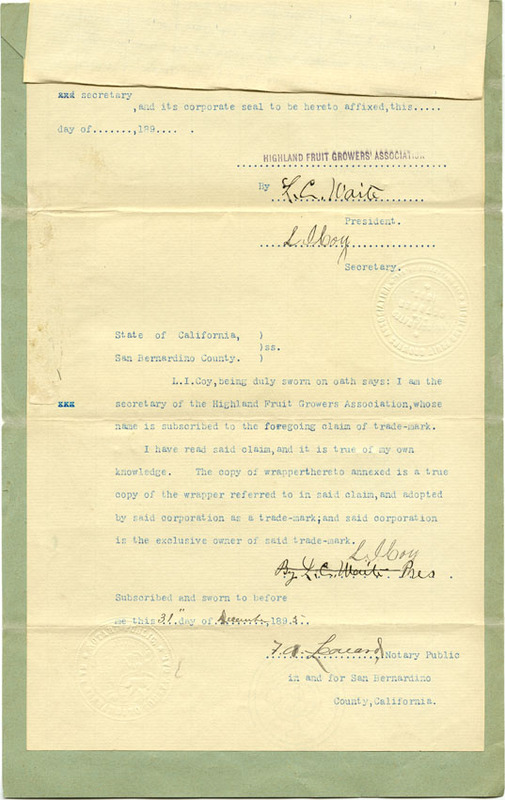 xxx secretary
,and its corporate seal to be hereto affixed,this.....
day of.......,189.... .
HIGHLAND FRUIT GROWERS' ASSOCIATION
By L.C. Waite
President.
L.I.Coy
Secretary.
State of California, )
)ss.
San Bernardino County. )
L.I.Coy,being duly sworn on oath says: I am the
xxx secretary of the Highland Fruit Growers Association,whose
name is subscribed to the foregoing claim of trade-mark.
I have read said claim,and it is true of my own
knowledge. The copy of wrapperthereto annexed is a true
copy of the wrapper referred to in said claim,and adopted
by said corporation as a trade-mark;and said corporation
is the exclusive owner of said trade-mark.
L.I.Coy
By L.C. Waite Pres.
Subscribed and sworn to before
me this 31" day of December, 1895.
F.A. Notary Public
in and for San Bernardino
County,California.